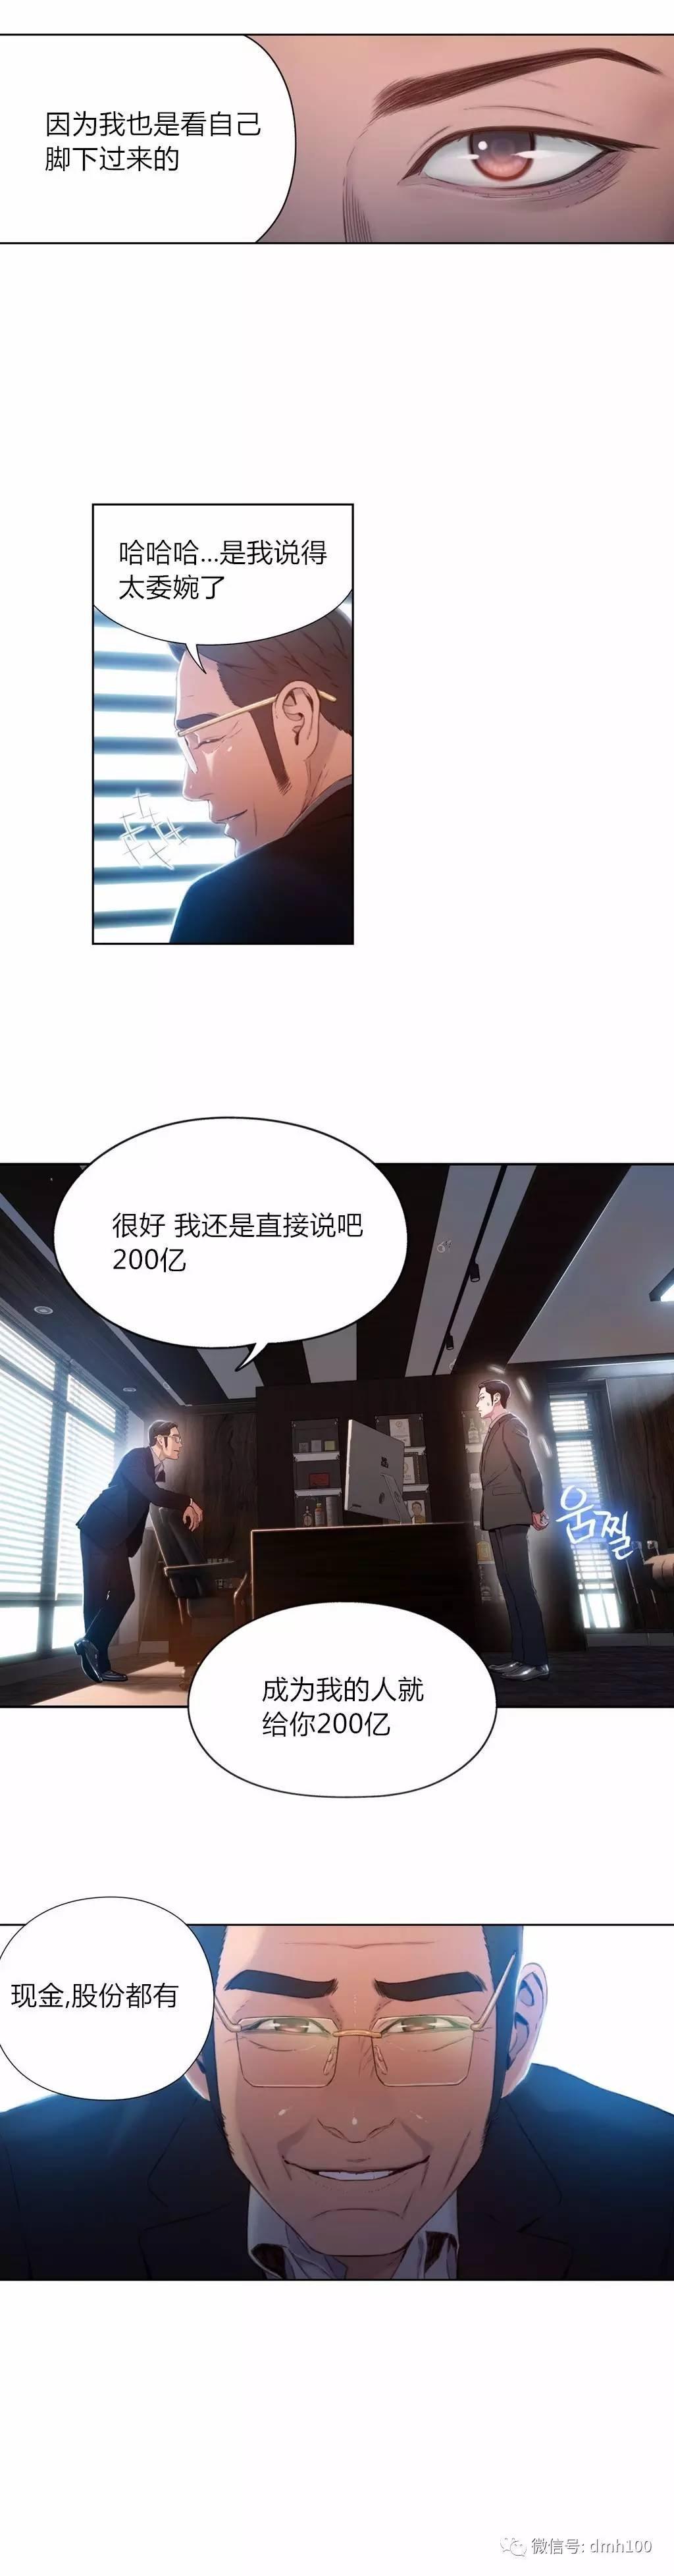 因为我也是看自己
脚下过来的
哈哈哈...是我说得
太委婉了
很好 我还是直接说吧
200亿
움찔
成为我的人就
给你200亿
现金,股份都有
微信号: dmh100